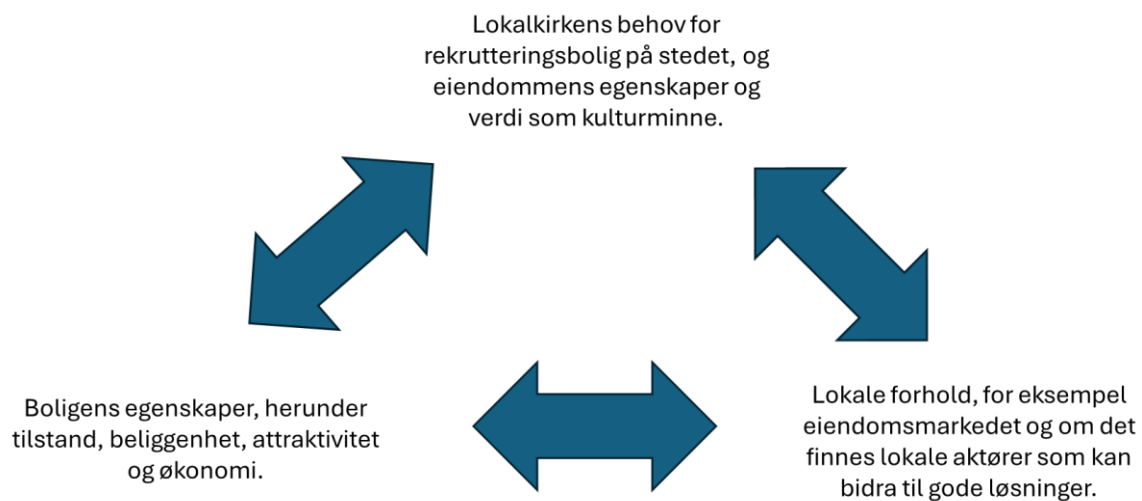 Lokalkirkens behov for
rekrutteringsbolig på stedet, og
eiendommens egenskaper og
verdi som kulturminne.
Boligens egenskaper, herunder
tilstand, beliggenhet, attraktivitet
og økonomi.
Lokale forhold, for eksempel
eiendomsmarkedet og om det
finnes lokale aktører som kan
bidra til gode løsninger.